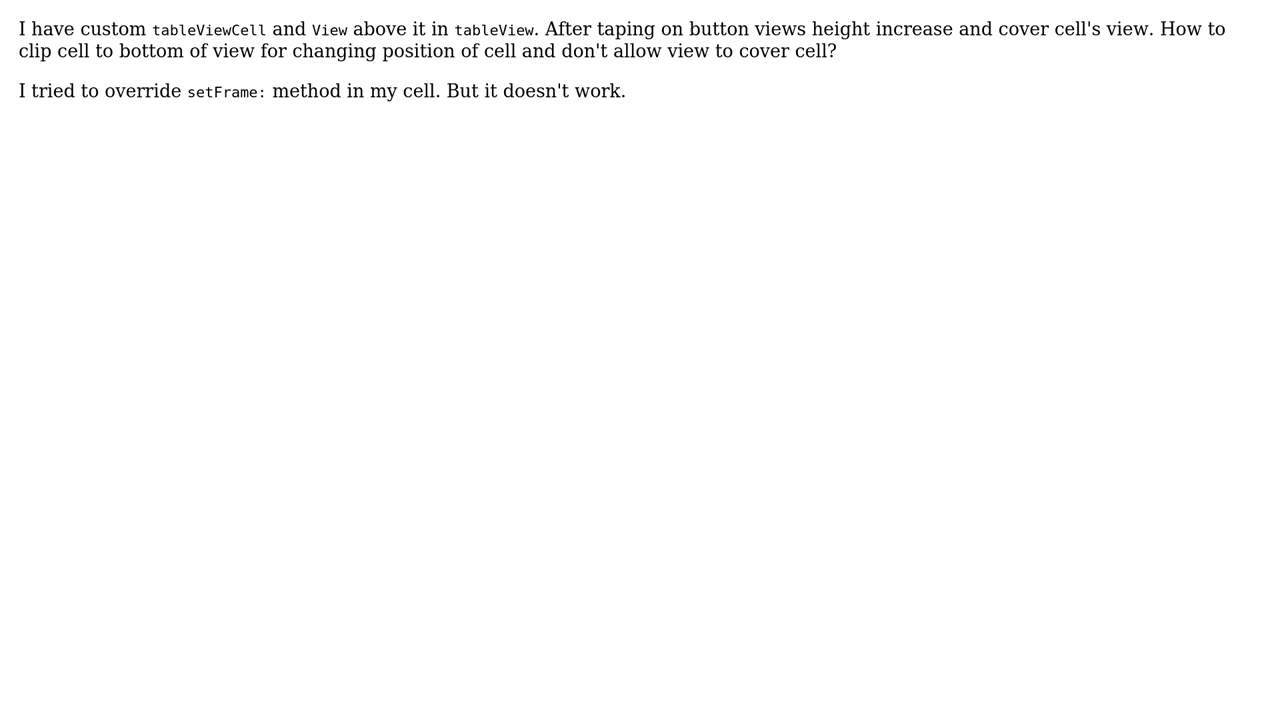 I have custom tableViewCell and View above it in tableView. After taping on button views height increase and cover cell's view. How to
clip cell to bottom of view for changing position of cell and don't allow view to cover cell?
I tried to override setFrame: method in my cell. But it doesn't work.